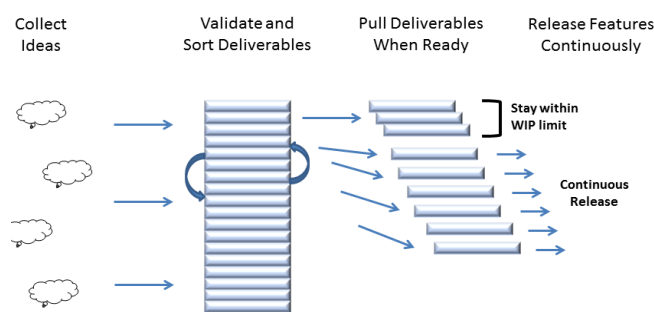 Collect
Ideas
Validate and
Sort Deliverables
Pull Deliverables
When Ready
Release Features
Continuously
Stay within
WIP limit
Continuous
Release